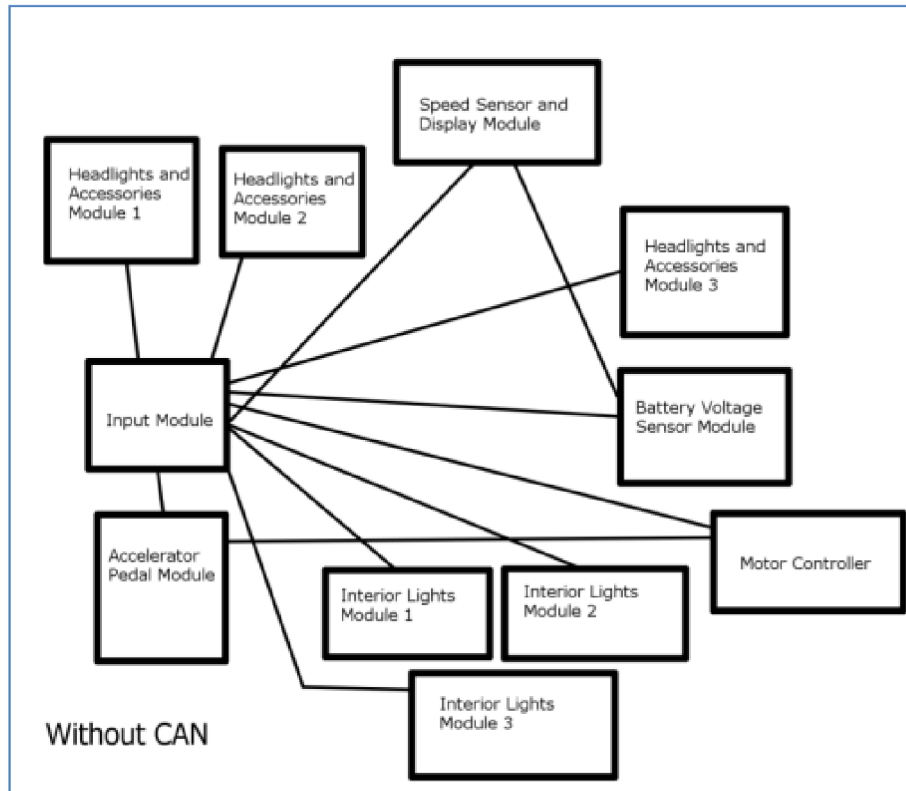 Speed Sensor and
Display Module
Headlights and
Accessories
Module 1
Headlights and
Accessories
Module 2
Headlights and
Accessories
Module 3
Input Module
Battery Voltage
Sensor Module
Accelerator
Pedal Module
Motor Controller
Interior Lights
Module 1
Interior Lights
Module 2
Interior Lights
Module 3
Without CAN